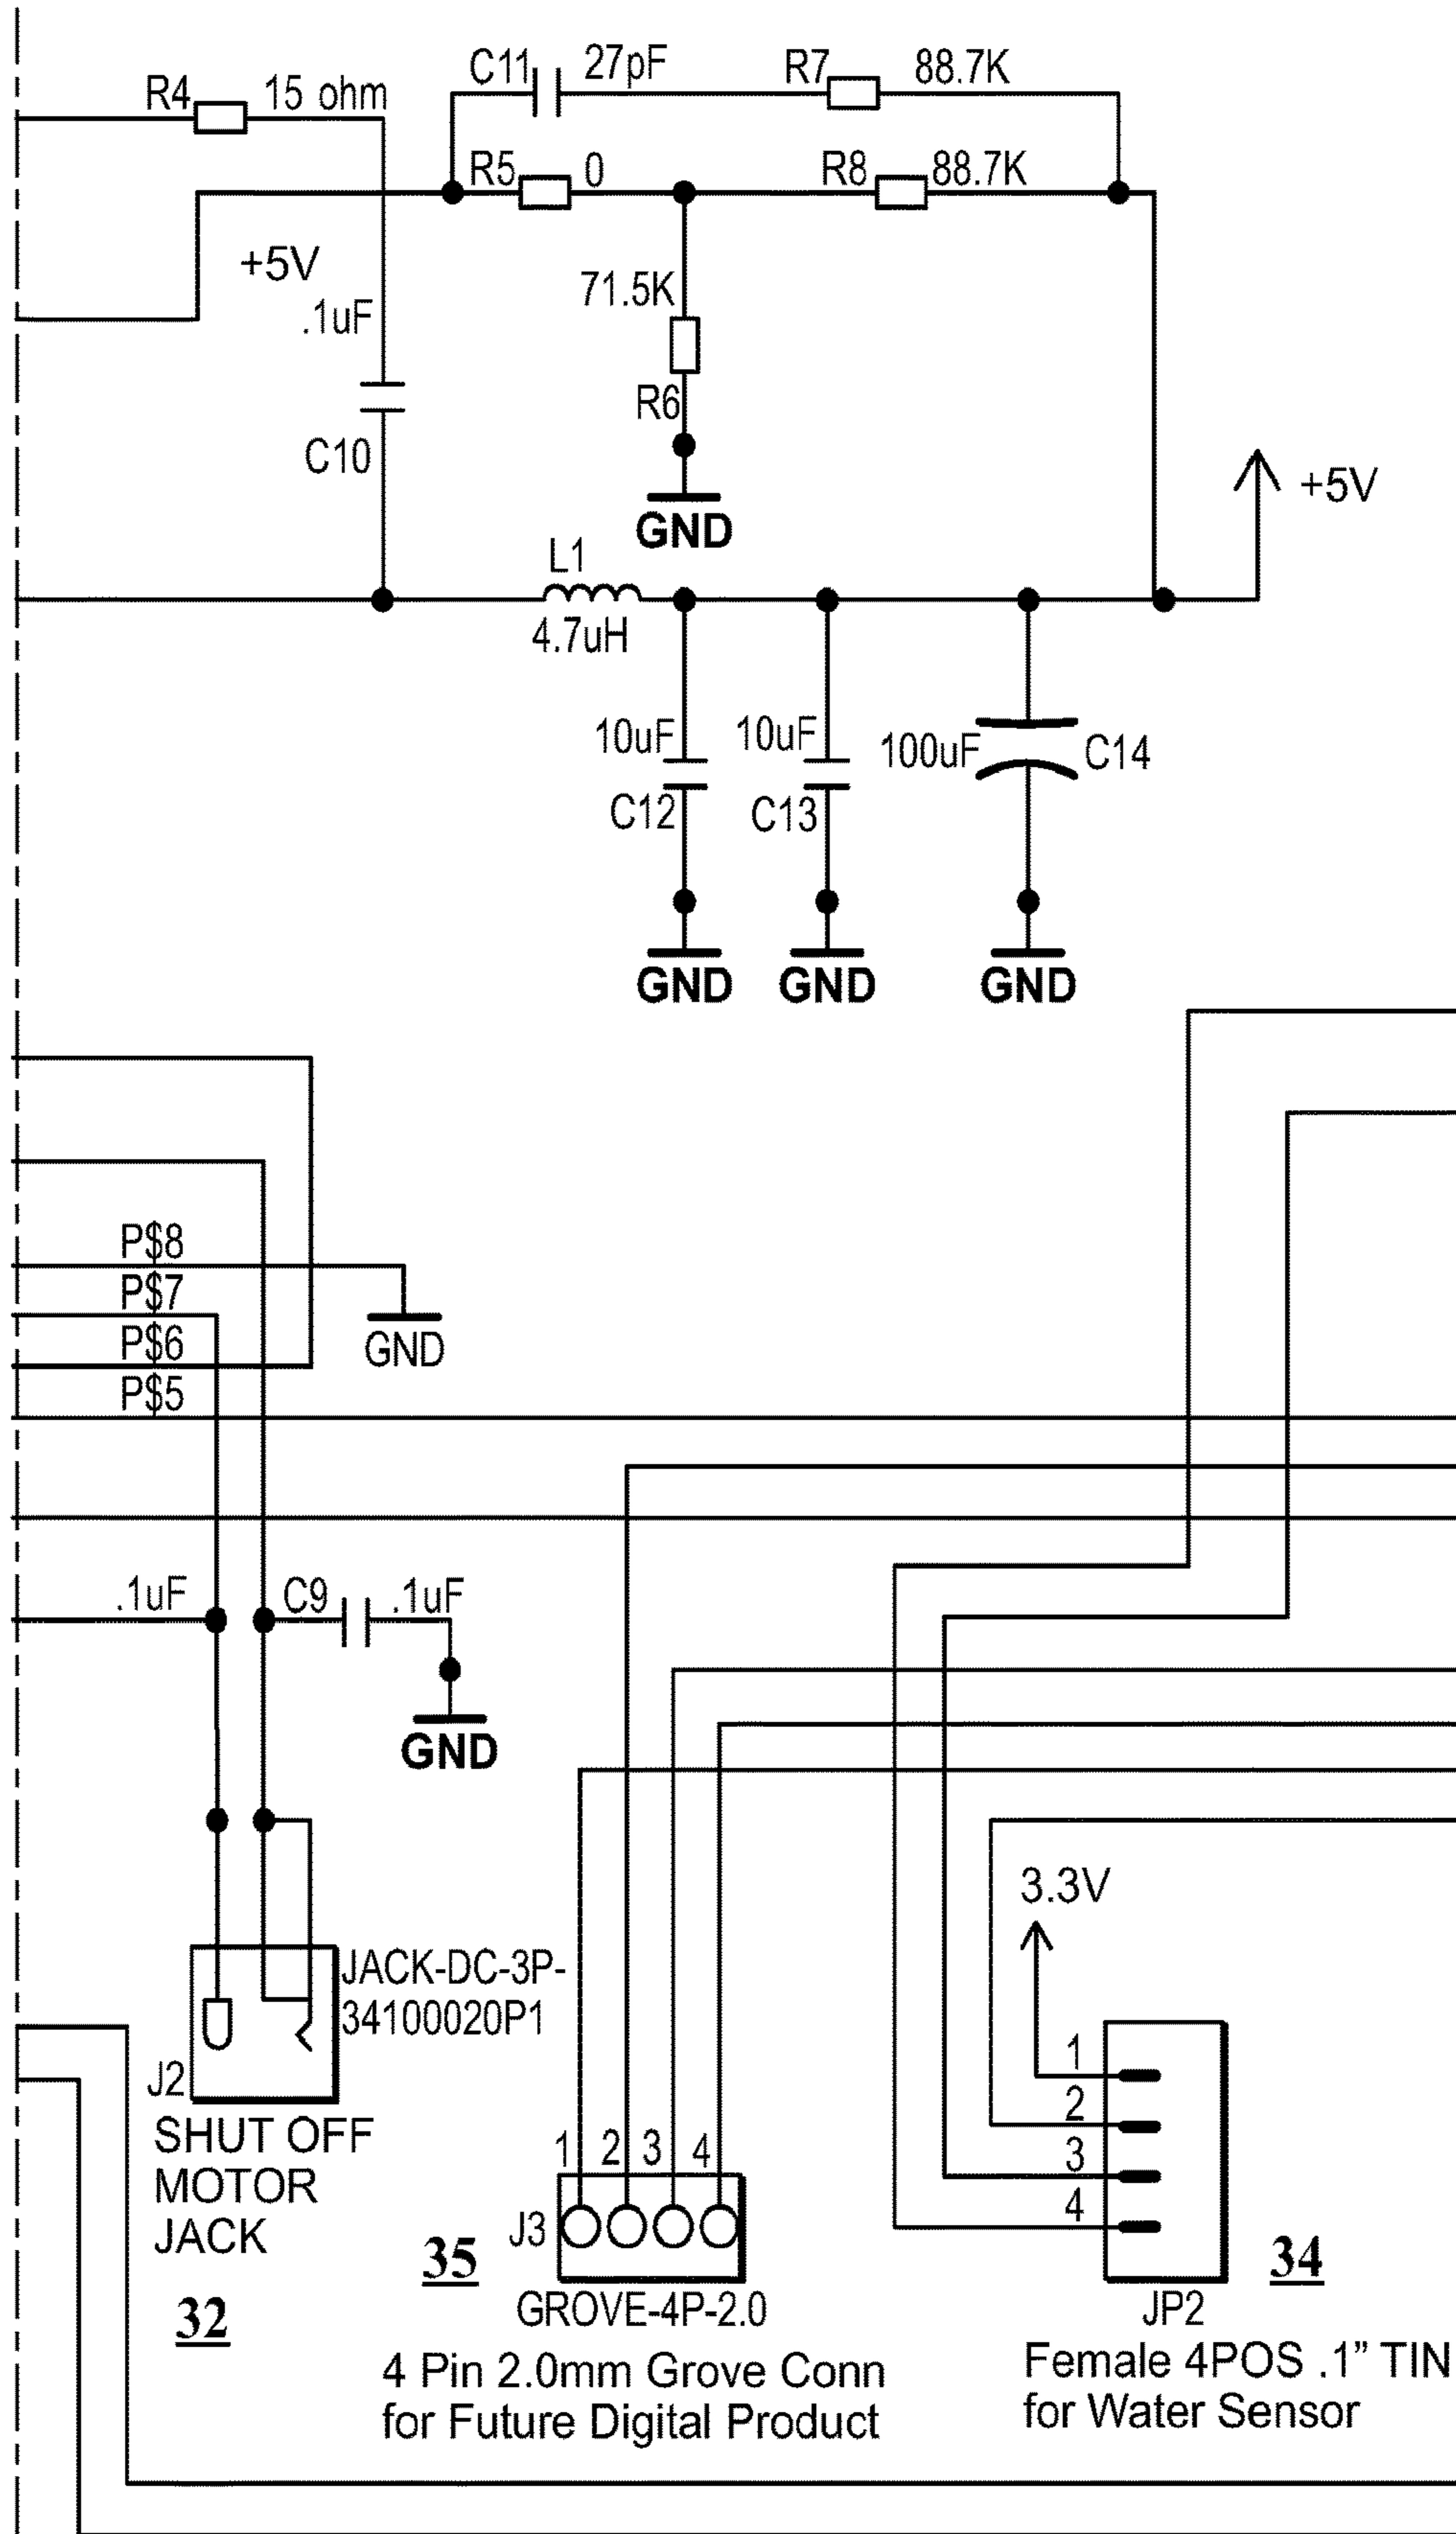 C11 27pF R7 88.7K
R4 15 ohm
R5 0 R8 88.7K
+5V
71.5K
.1uF
R6
C10
+5V
GND
L1
4.7uH
10uF 10uF 100uF C14
C12 C13
GND GND GND
P$8
P$7
GND
P$6
P$5
.1uF C9 .1uF
GND
3.3V
JACK-DC-3P-
34100020P1
J2
SHUT OFF
MOTOR
JACK
32
1 2 3 4
J3
35
GROVE-4P-2.0
4 Pin 2.0mm Grove Conn
for Future Digital Product
1
2
3
4
34
JP2
Female 4POS .1” TIN
for Water Sensor